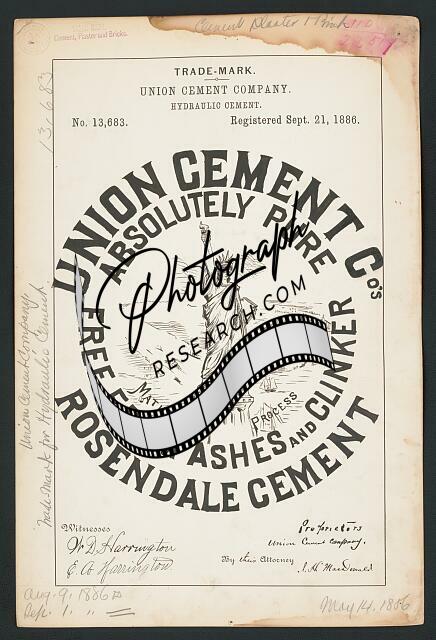 Cement, Plaster and Bricks.
Cement Plaster & Brick
13,683
TRADE-MARK.
UNION CEMENT COMPANY.
HYDRAULIC CEMENT.
No. 13,683.
Registered Sept. 21, 1886.
UNION CEMENT Co's
ABSOLUTELY PURE
FREE F
ASHES AND CLINKER
PROCESS
ROSENDALE CEMENT
Photograph
RESEARCH.COM
Union Cement Company
Trade Mark for Hydraulic Cement
Witnesses
W. D. Harrington
E. A. Harrington
Proprietors
Union Cement Company.
By their Attorney
J. H. MacDonald
Aug. 9. 1886
Sep. 1. " =
May 14. 1886